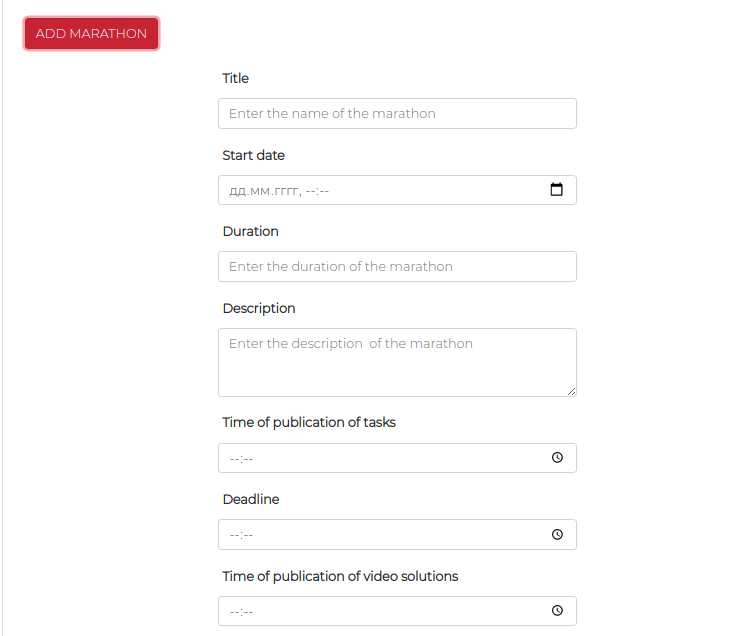 ADD MARATHON
Title
Enter the name of the marathon
Start date
дд.мм.гггг, --:--
Duration
Enter the duration of the marathon
Description
Enter the description  of the marathon
Time of publication of tasks
--:--
Deadline
--:--
Time of publication of video solutions
--:--